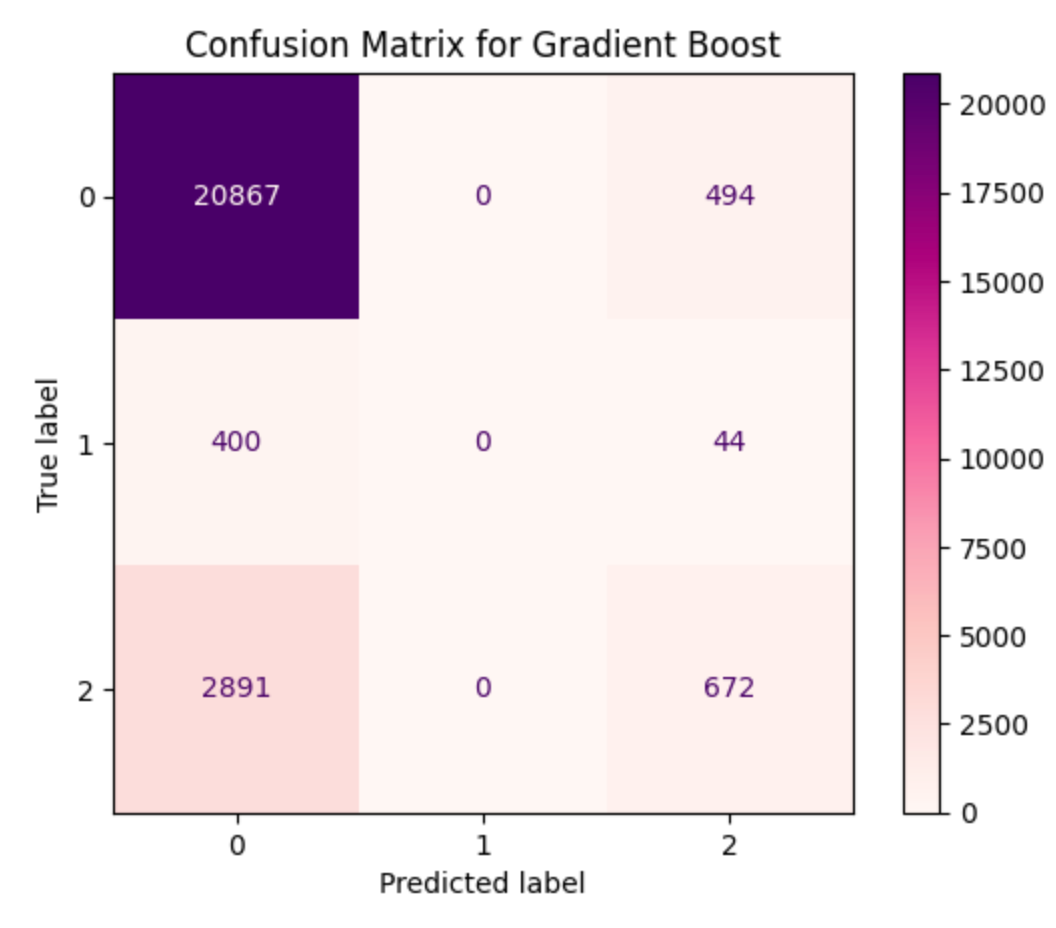 Confusion Matrix for Gradient Boost
20867 0 494
400 0 44
2891 0 672
0
1
2
True label
0 1 2
Predicted label
20000
17500
15000
12500
10000
7500
5000
2500
0